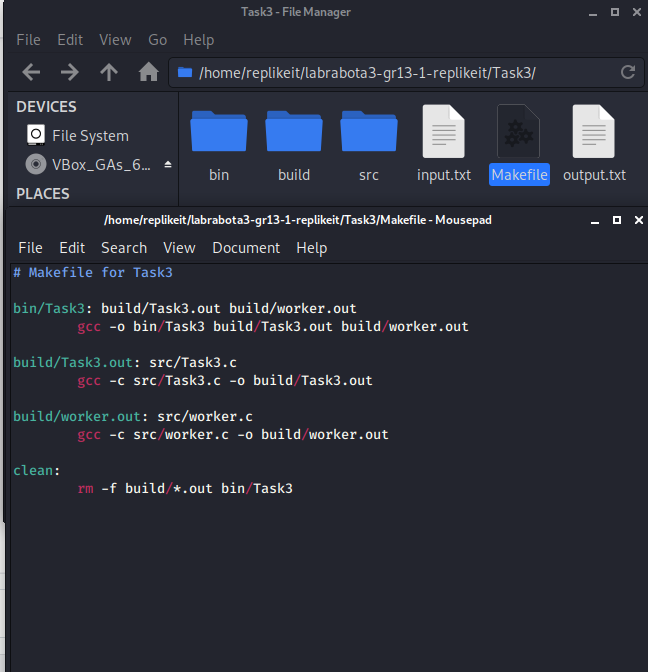 Task3 - File Manager
File Edit View Go Help
/home/replikeit/labrabota3-gr13-1-replikeit/Task3/
DEVICES
File System
VBox_GAs_6...
PLACES
bin build src input.txt Makefile output.txt
/home/replikeit/labrabota3-gr13-1-replikeit/Task3/Makefile - Mousepad
File Edit Search View Document Help
# Makefile for Task3
bin/Task3: build/Task3.out build/worker.out
gcc -o bin/Task3 build/Task3.out build/worker.out
build/Task3.out: src/Task3.c
gcc -c src/Task3.c -o build/Task3.out
build/worker.out: src/worker.c
gcc -c src/worker.c -o build/worker.out
clean:
rm -f build/*.out bin/Task3